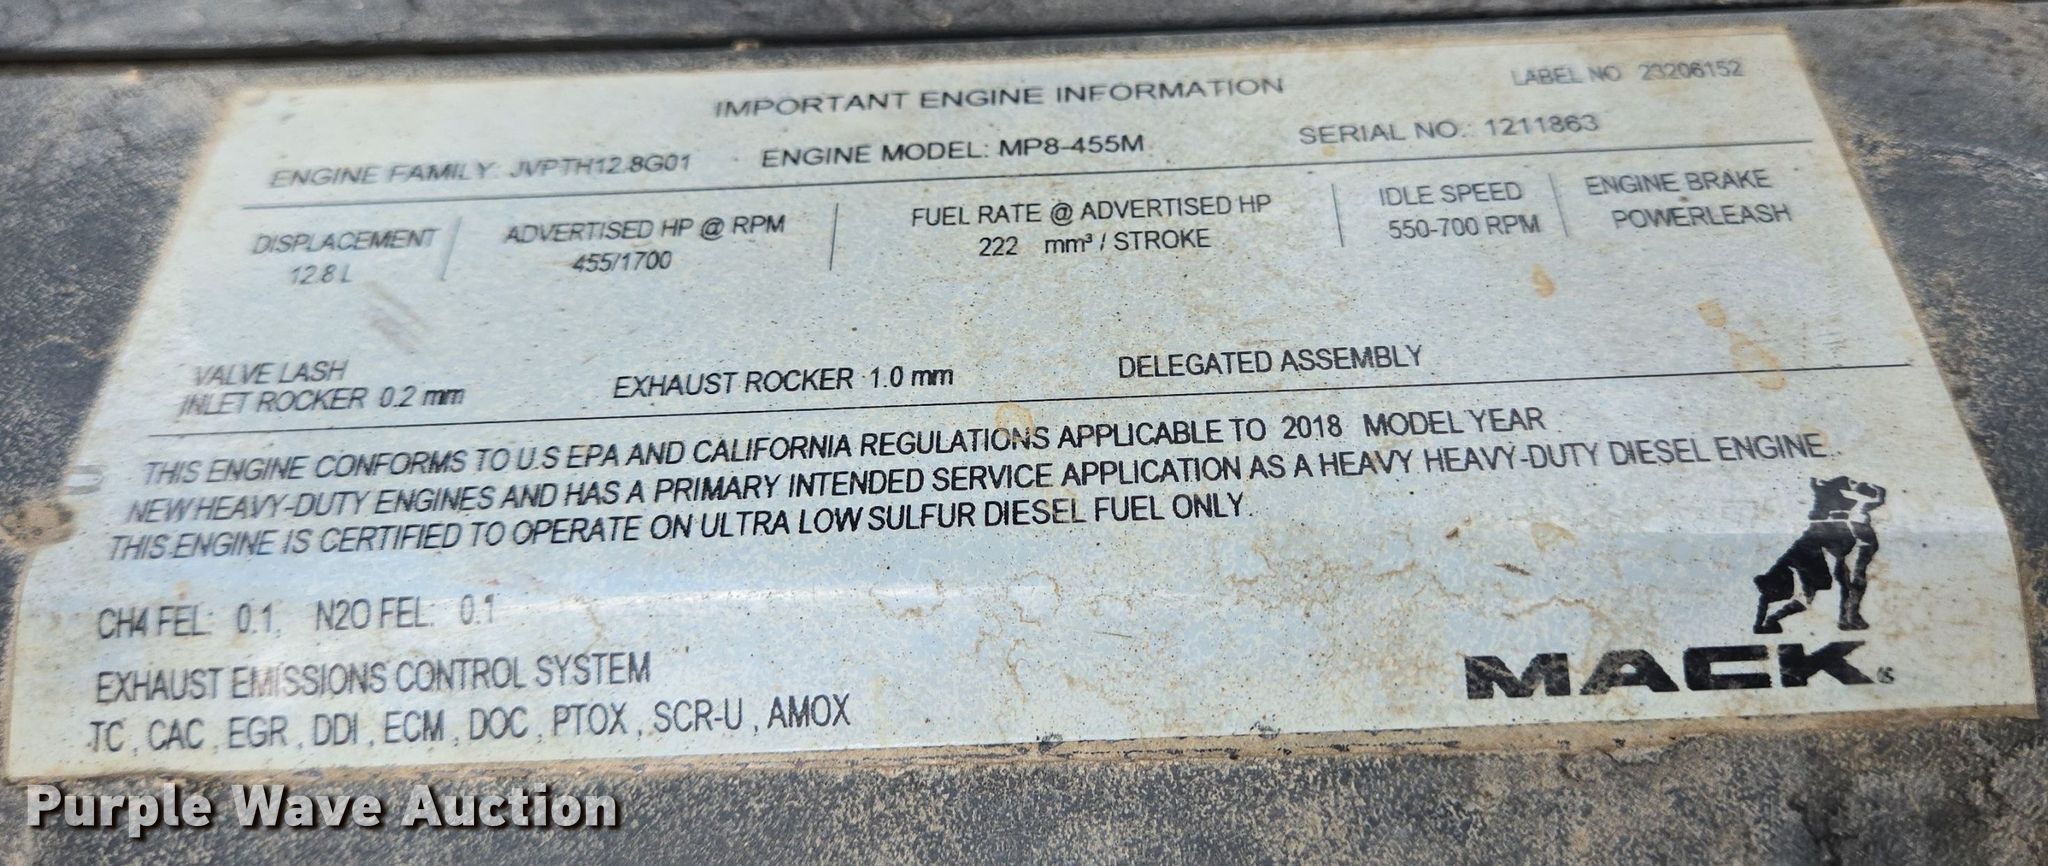 IMPORTANT ENGINE INFORMATION
LABEL NO 23206152
ENGINE FAMILY: JVPTH12.8G01 ENGINE MODEL: MP8-455M SERIAL NO.: 1211863
DISPLACEMENT
12.8 L
ADVERTISED HP @ RPM
455/1700
FUEL RATE @ ADVERTISED HP
222 mm³ / STROKE
IDLE SPEED
550-700 RPM
ENGINE BRAKE
POWERLEASH
VALVE LASH
INLET ROCKER 0.2 mm EXHAUST ROCKER 1.0 mm DELEGATED ASSEMBLY
THIS ENGINE CONFORMS TO U.S EPA AND CALIFORNIA REGULATIONS APPLICABLE TO 2018 MODEL YEAR
NEW HEAVY-DUTY ENGINES AND HAS A PRIMARY INTENDED SERVICE APPLICATION AS A HEAVY HEAVY-DUTY DIESEL ENGINE.
THIS ENGINE IS CERTIFIED TO OPERATE ON ULTRA LOW SULFUR DIESEL FUEL ONLY.
CH4 FEL: 0.1, N2O FEL: 0.1
EXHAUST EMISSIONS CONTROL SYSTEM
TC , CAC , EGR , DDI , ECM , DOC , PTOX , SCR-U , AMOX
MACK®
Purple Wave Auction